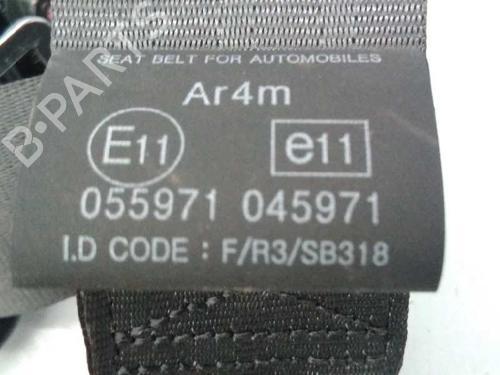 SEAT BELT FOR AUTOMOBILES
Ar4m
E11 e11
055971 045971
I.D CODE : F/R3/SB318
B-PARTS